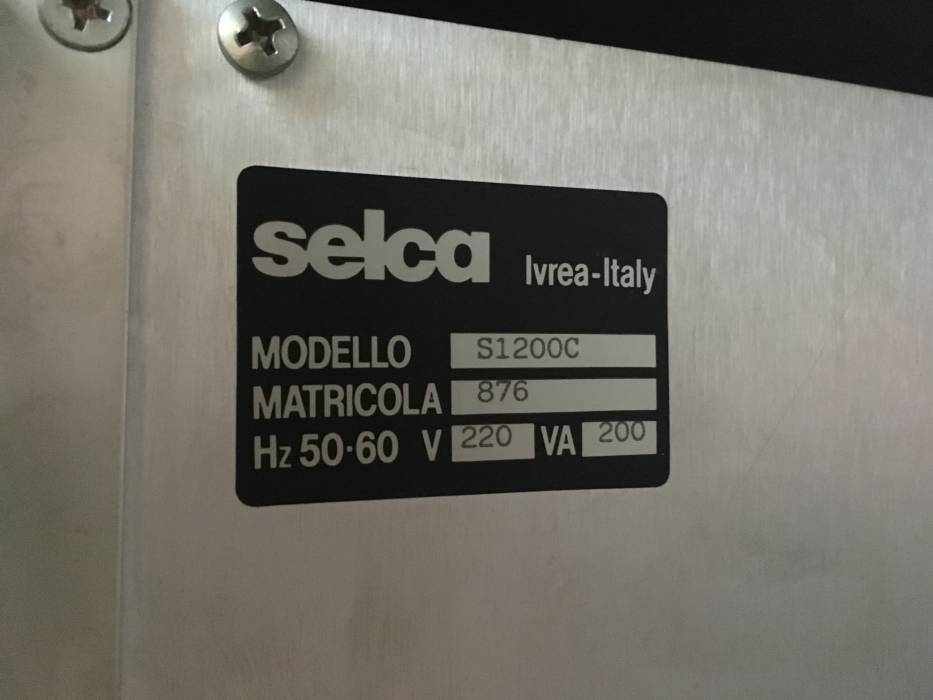 selca Ivrea-Italy
MODELLO S1200C
MATRICOLA 876
Hz 50·60 V 220 VA 200